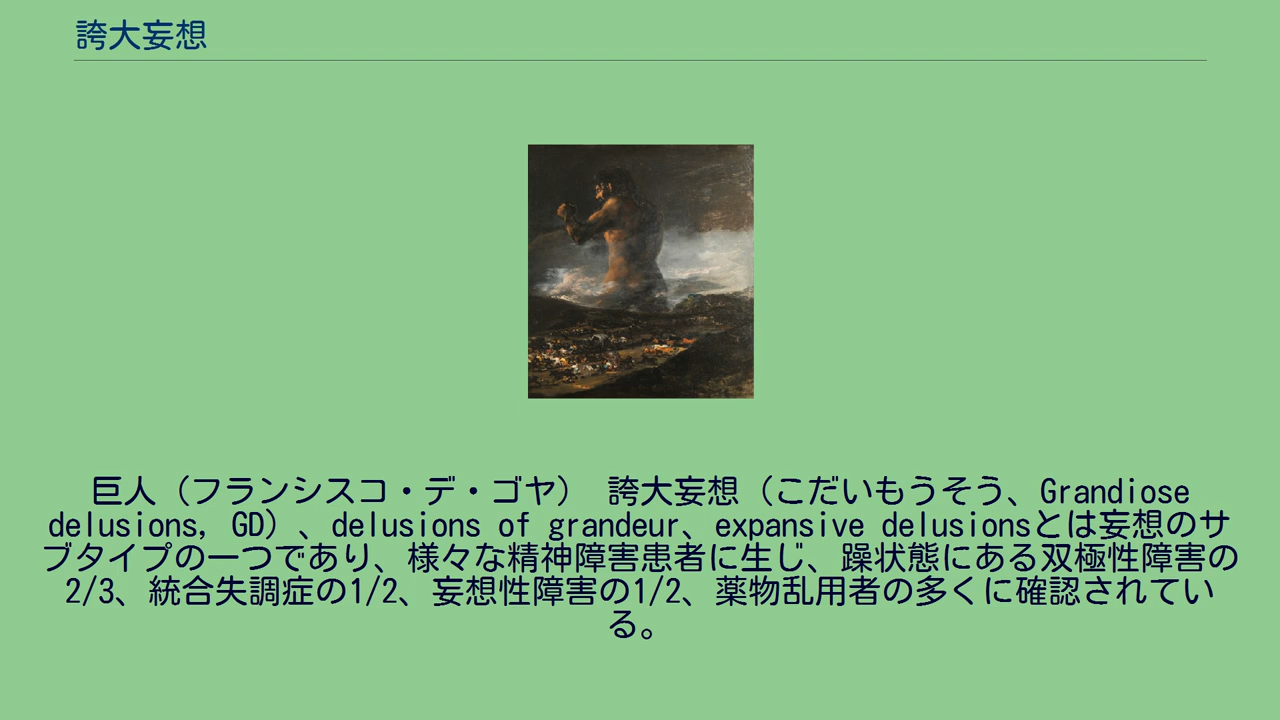 誇大妄想
巨人（フランシスコ・デ・ゴヤ） 誇大妄想（こだいもうそう、Grandiose
delusions, GD）、delusions of grandeur、expansive delusionsとは妄想のサ
ブタイプの一つであり、様々な精神障害患者に生じ、躁状態にある双極性障害の
2/3、統合失調症の1/2、妄想性障害の1/2、薬物乱用者の多くに確認されてい
る。